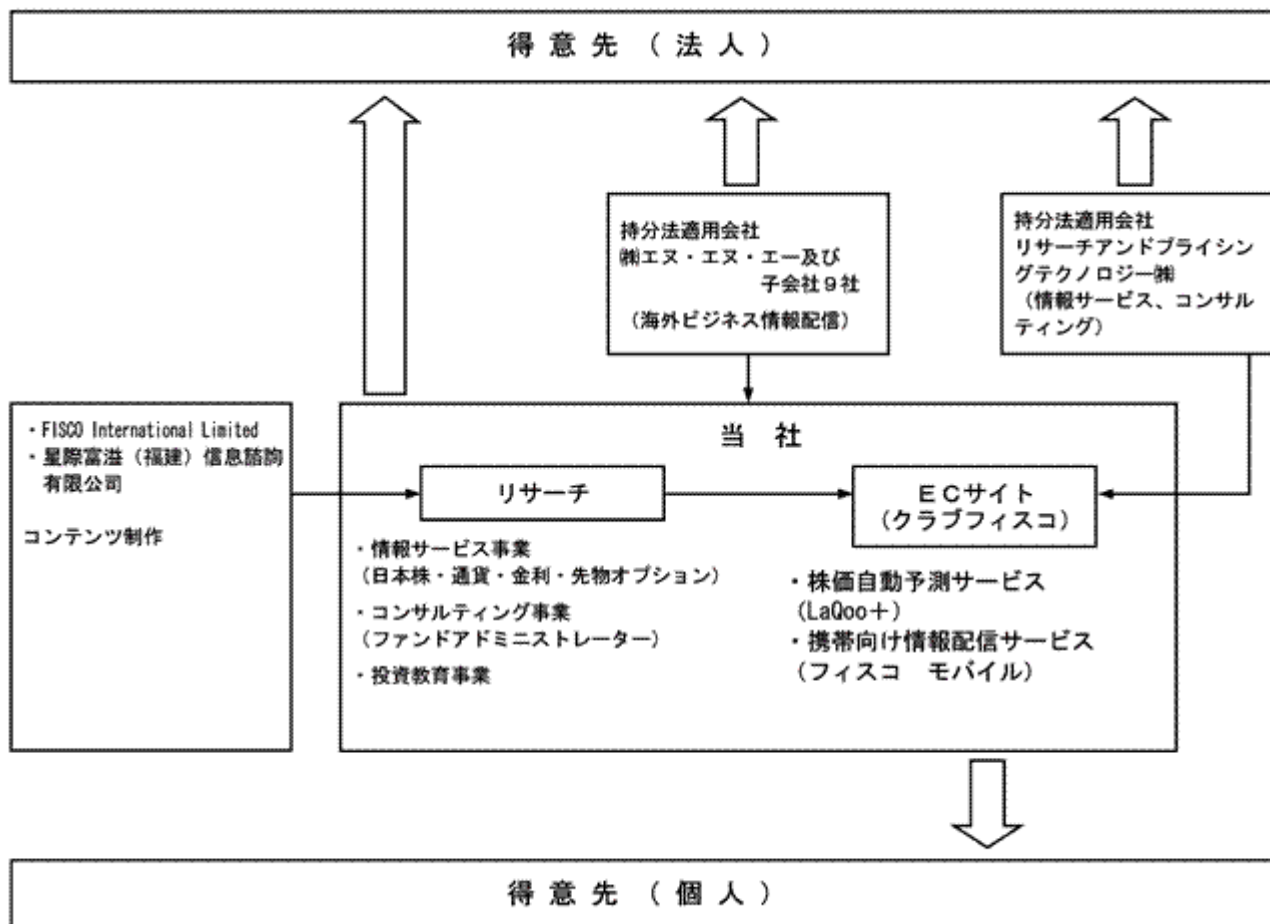 得意先(法人)
持分法適用会社
㈱エヌ・エヌ・エー及び
子会社9社
(海外ビジネス情報配信)
持分法適用会社
リサーチアンドプライシン
グテクノロジー㈱
(情報サービス、コンサル
ティング)
・FISCO International Limited
・星際富溢(福建)信息諮詢
有限公司
コンテンツ制作
当 社
リサーチ
ECサイト
(クラブフィスコ)
・情報サービス事業
(日本株・通貨・金利・先物オプション)
・コンサルティング事業
(ファンドアドミニストレーター)
・投資教育事業
・株価自動予測サービス
(LaQoo+)
・携帯向け情報配信サービス
(フィスコ モバイル)
得意先(個人)